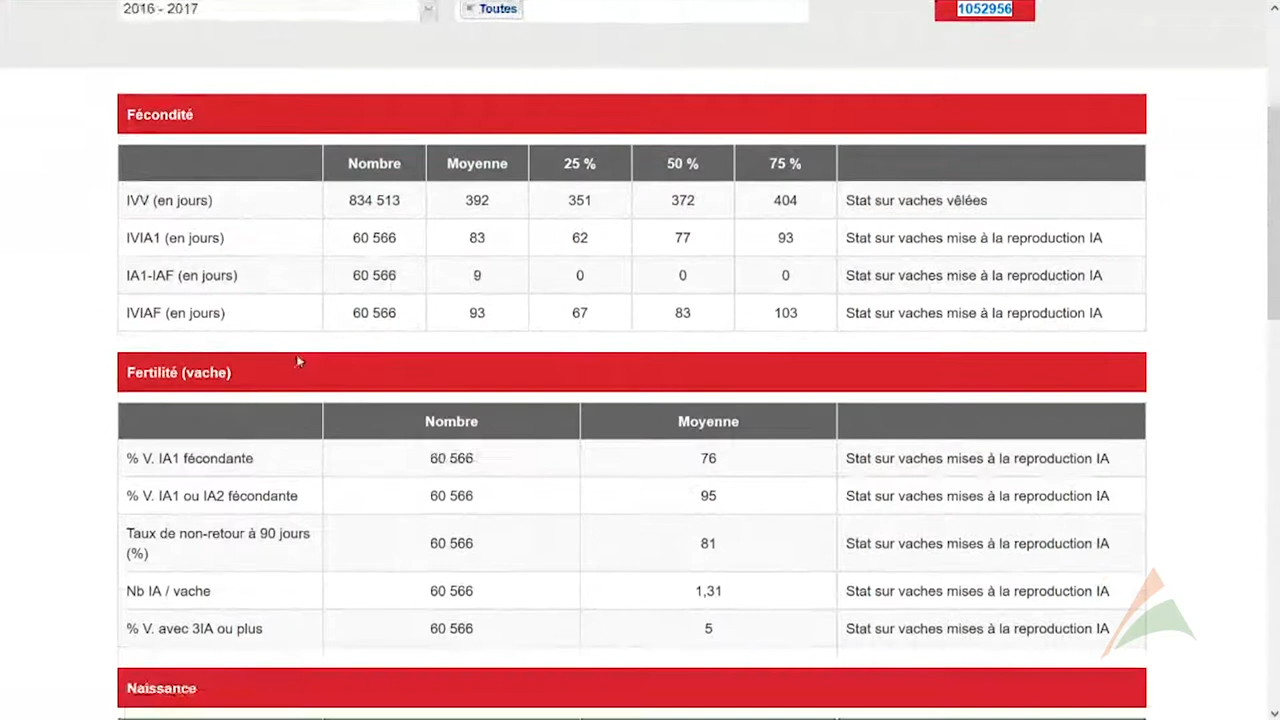 2016 - 2017 Toutes 1052956
Fécondité
Nombre Moyenne 25 % 50 % 75 %
IVV (en jours) 834 513 392 351 372 404 Stat sur vaches vêlées
IVIA1 (en jours) 60 566 83 62 77 93 Stat sur vaches mise à la reproduction IA
IA1-IAF (en jours) 60 566 9 0 0 0 Stat sur vaches mise à la reproduction IA
IVIAF (en jours) 60 566 93 67 83 103 Stat sur vaches mise à la reproduction IA
Fertilité (vache)
Nombre Moyenne
% V. IA1 fécondante 60 566 76 Stat sur vaches mises à la reproduction IA
% V. IA1 ou IA2 fécondante 60 566 95 Stat sur vaches mises à la reproduction IA
Taux de non-retour à 90 jours
(%) 60 566 81 Stat sur vaches mises à la reproduction IA
Nb IA / vache 60 566 1,31 Stat sur vaches mises à la reproduction IA
% V. avec 3IA ou plus 60 566 5 Stat sur vaches mises à la reproduction IA
Naissance